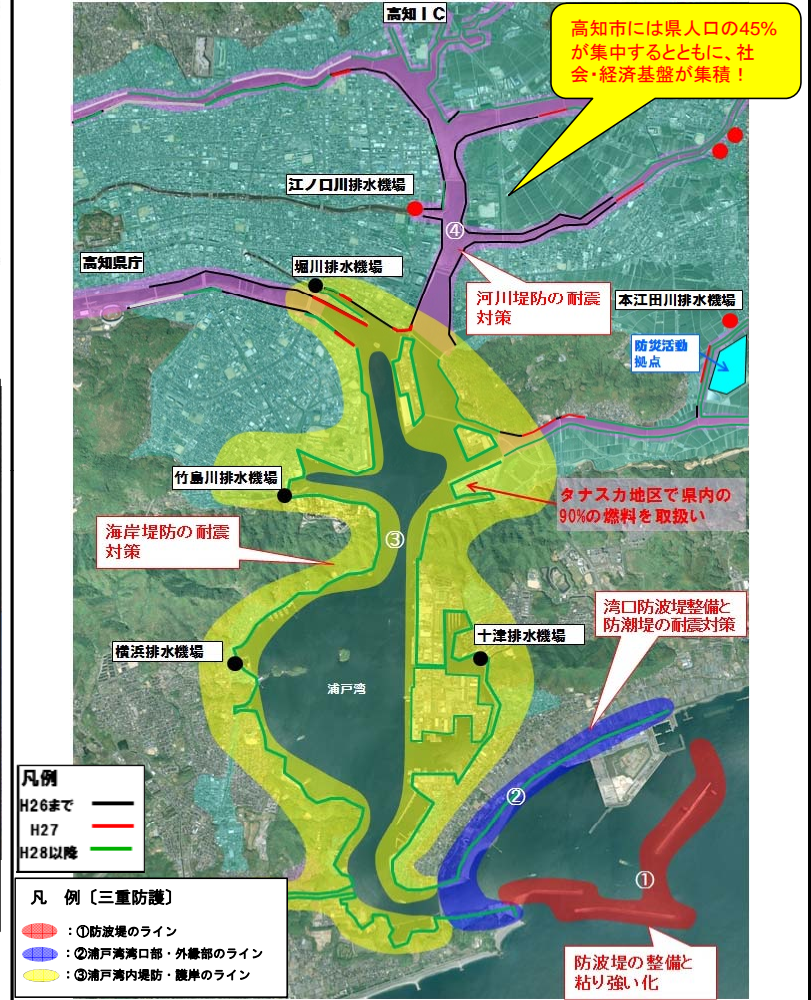 高知IC
高知市には県人口の45%
が集中するとともに、社
会・経済基盤が集積！
江ノ口川排水機場
④
高知県庁
堀川排水機場
河川堤防の耐震
対策
本江田川排水機場
防災活動
拠点
竹島川排水機場
タナスカ地区で県内の
90%の燃料を取扱い
海岸堤防の耐震
対策
③
湾口防波堤整備と
防潮堤の耐震対策
横浜排水機場
十津排水機場
浦戸湾
凡例
H26まで
H27
H28以降
②
①
凡 例〔三重防護〕
：①防波堤のライン
：②浦戸湾湾口部・外縁部のライン
：③浦戸湾内堤防・護岸のライン
防波堤の整備と
粘り強い化